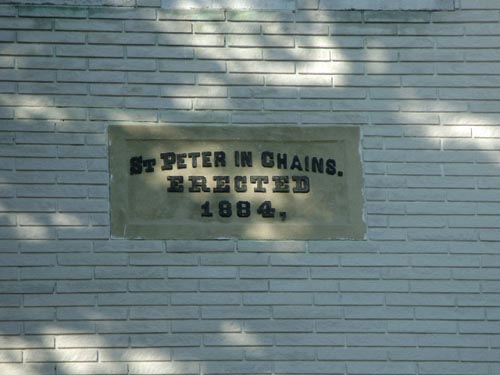 ST PETER IN CHAINS.
ERECTED
1884,